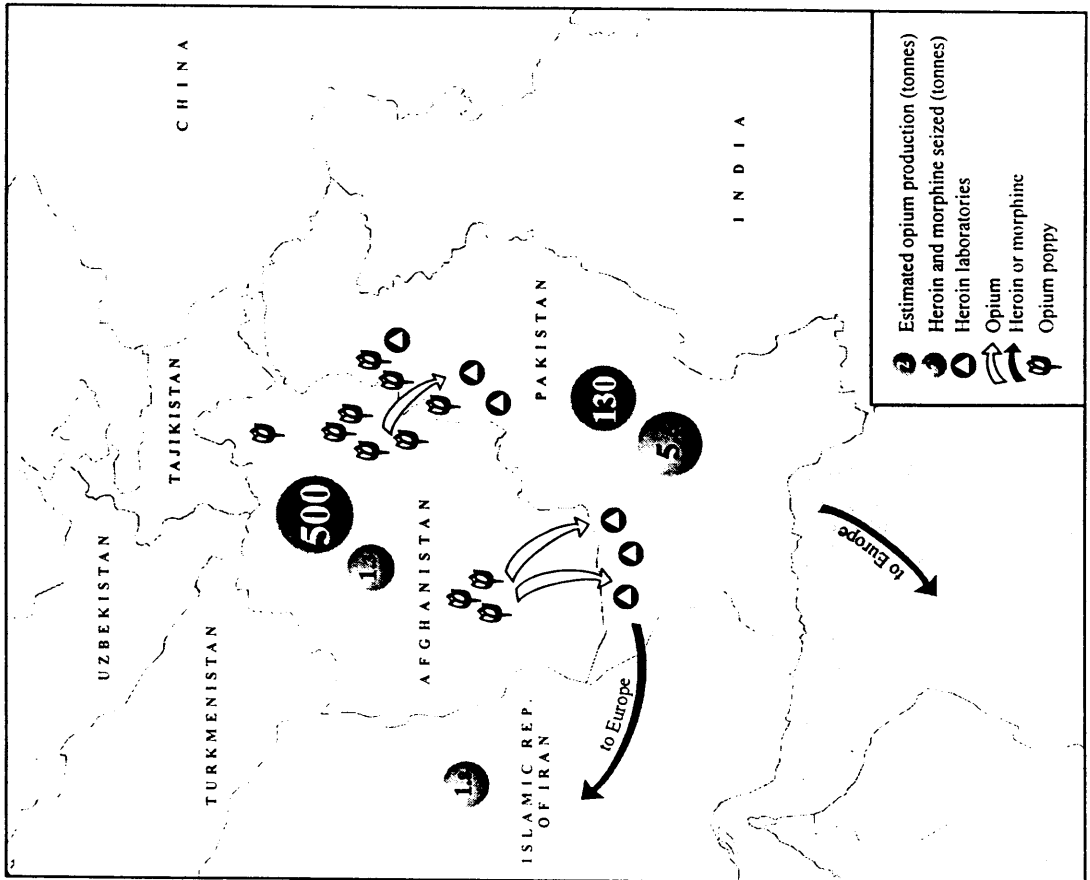 UZBEKISTAN
TAJIKISTAN
CHINA
TURKMENISTAN
500
AFGHANISTAN
ISLAMIC REP.
OF IRAN
PAKISTAN
130
5
INDIA
to Europe
to Europe
Estimated opium production (tonnes)
Heroin and morphine seized (tonnes)
Heroin laboratories
Opium
Heroin or morphine
Opium poppy